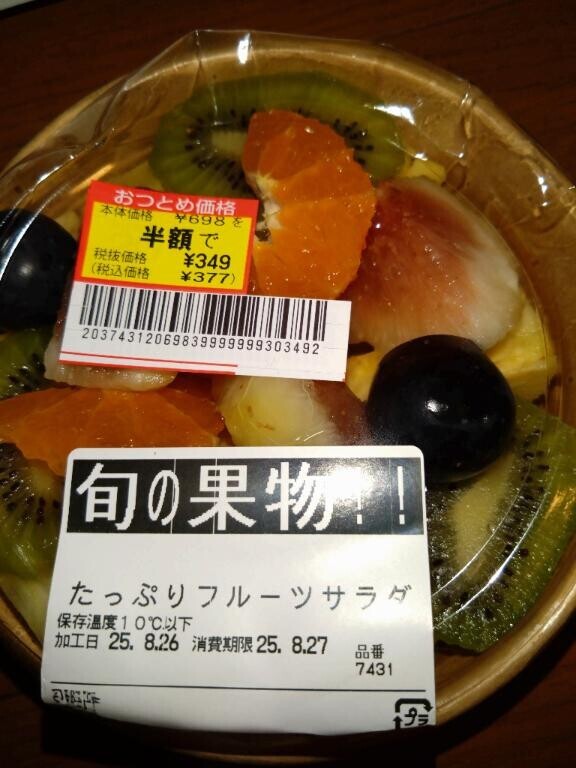 おつとめ価格
本体価格 ¥698を
半額で
税抜価格 ¥349
(税込価格 ¥377)
2037431206983999999303492
旬の果物!!
たっぷりフルーツサラダ
保存温度10℃以下
加工日 25. 8.26 消費期限 25. 8.27 品番
7431
プラ